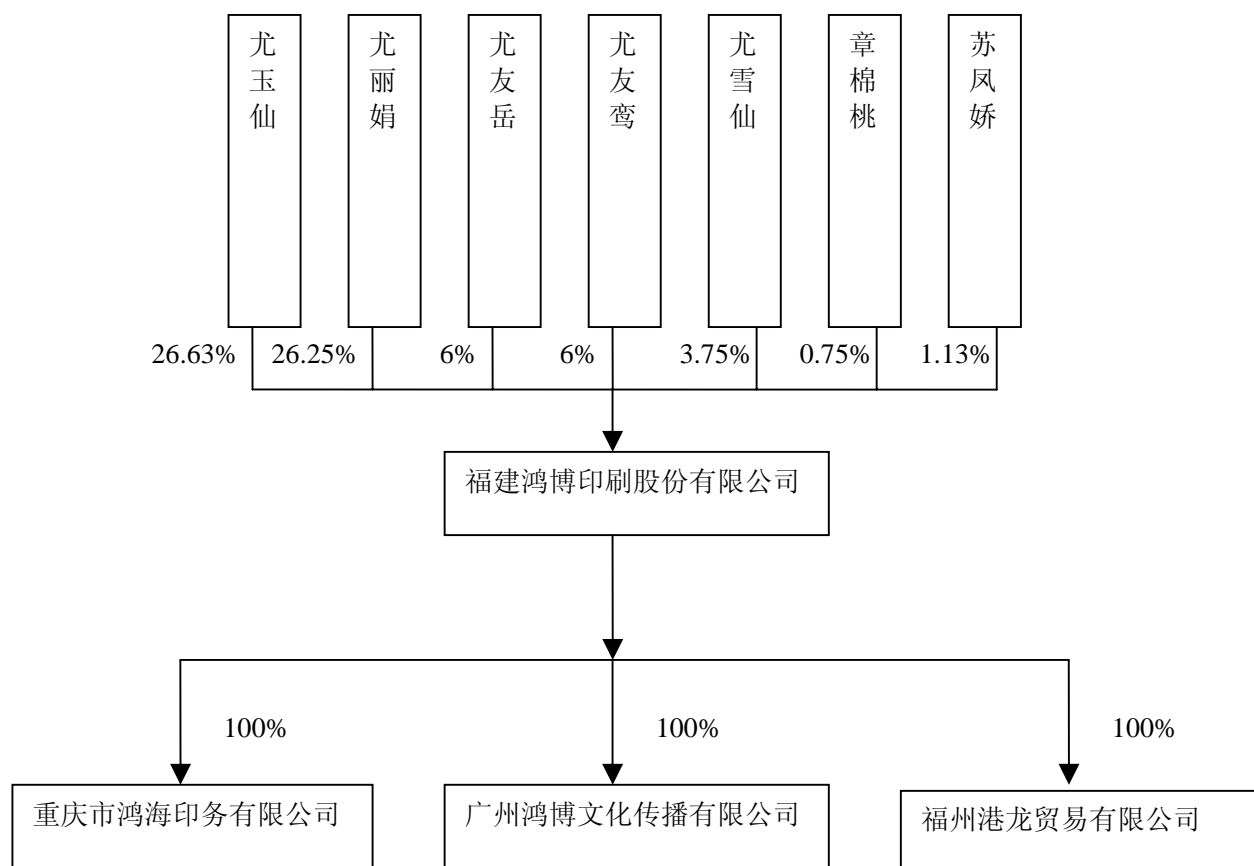 尤玉仙
尤丽娟
尤友岳
尤友鸾
尤雪仙
章棉桃
苏凤娇
26.63%
26.25%
6%
6%
3.75%
0.75%
1.13%
福建鸿博印刷股份有限公司
100%
100%
100%
重庆市鸿海印务有限公司
广州鸿博文化传播有限公司
福州港龙贸易有限公司